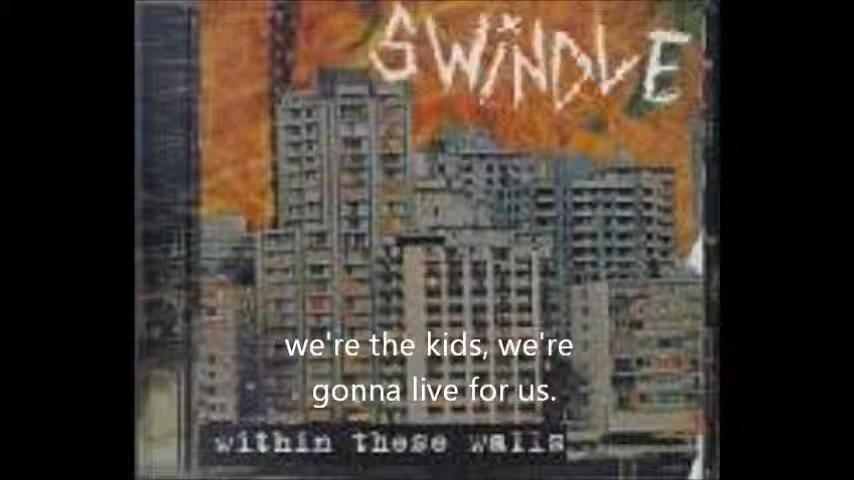 SWiNDLE
we're the kids, we're
gonna live for us.
within these walls